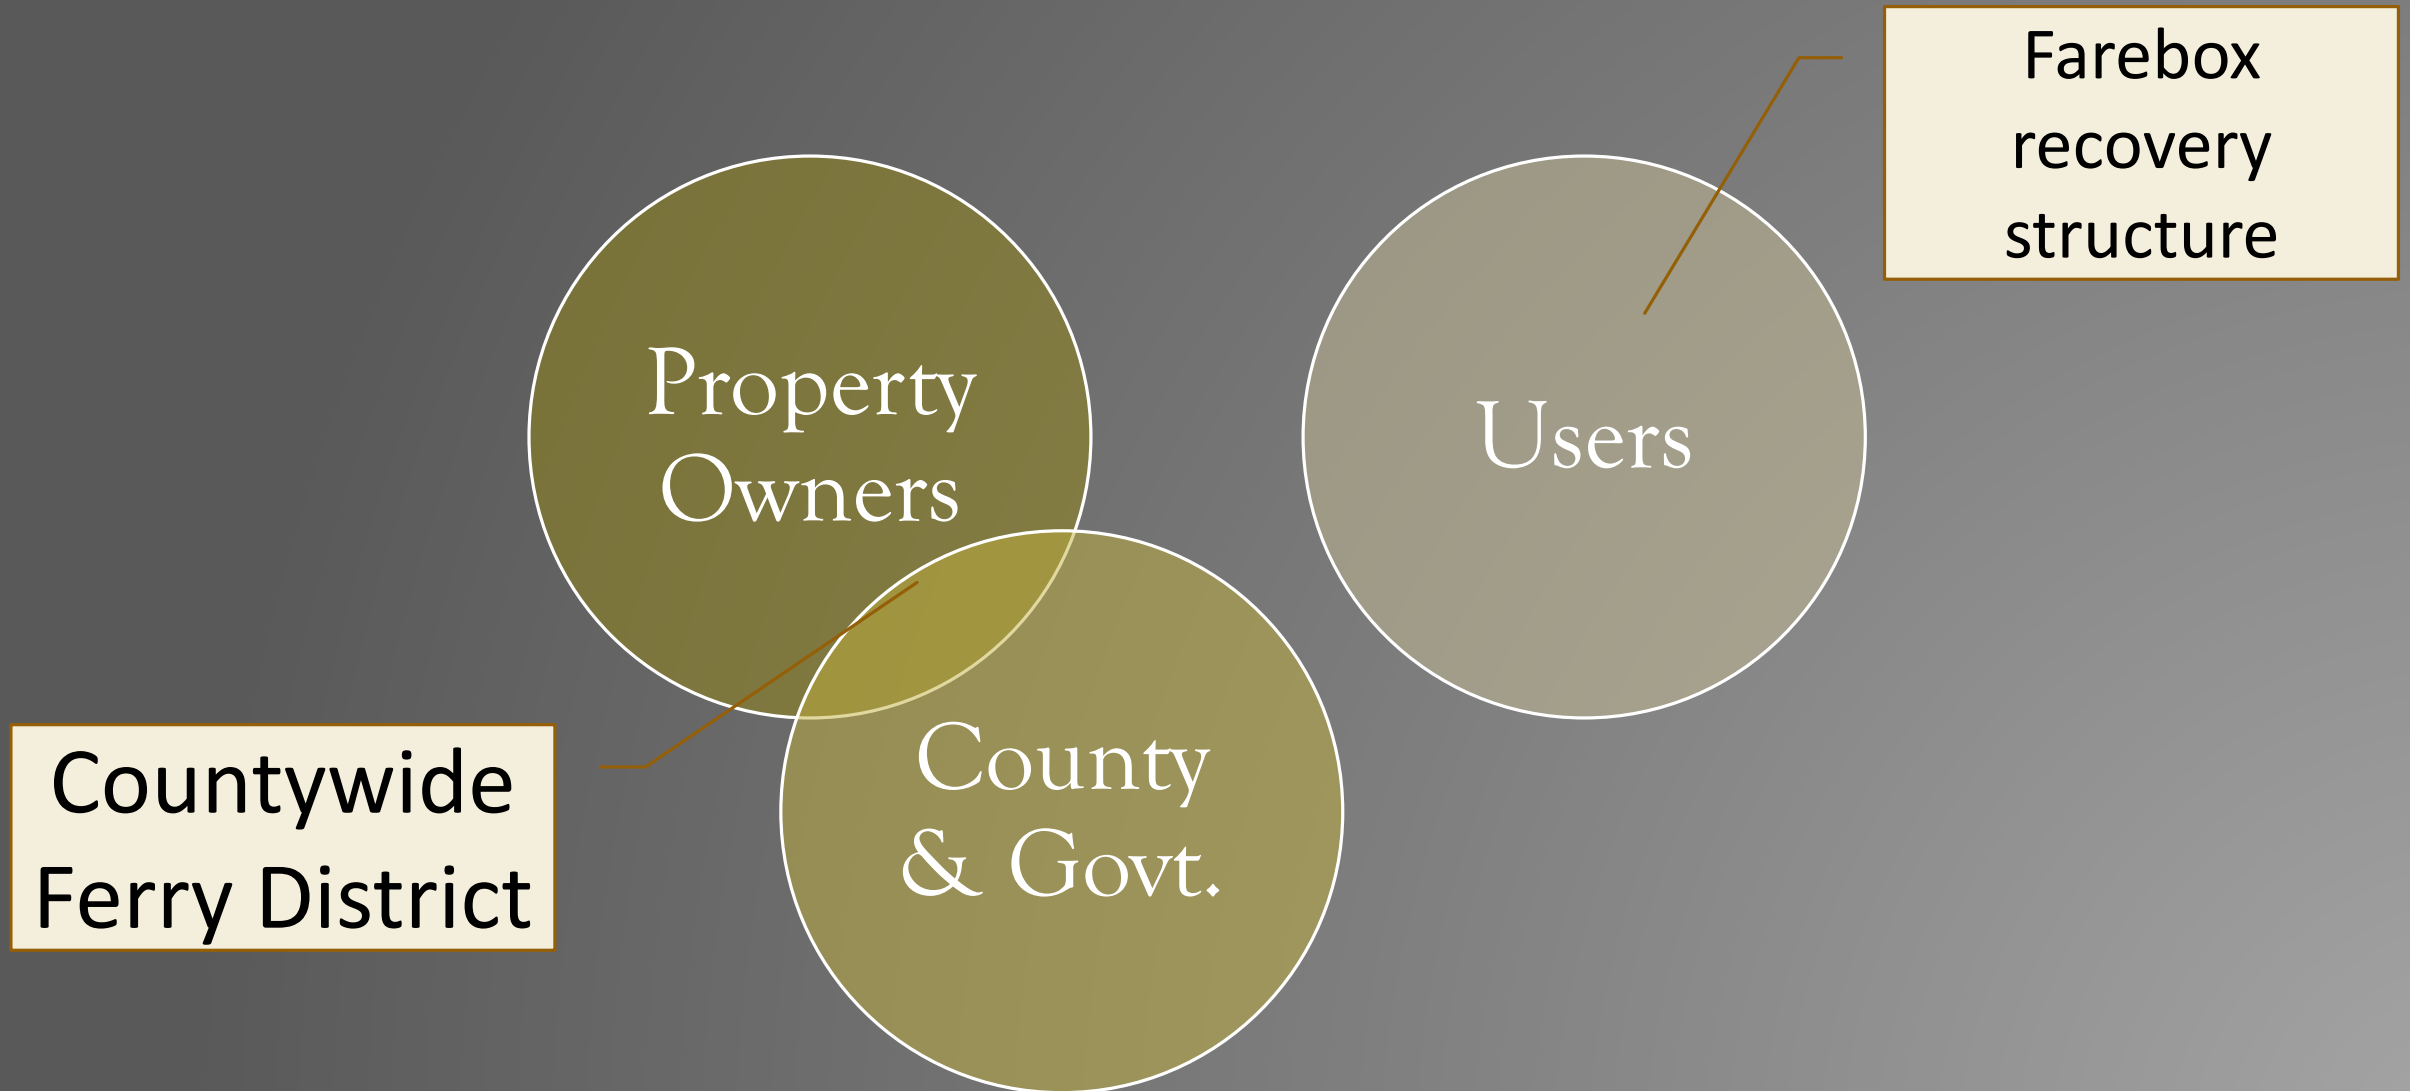 Farebox
recovery
structure
Property
Owners
Users
County
& Govt.
Countywide
Ferry District